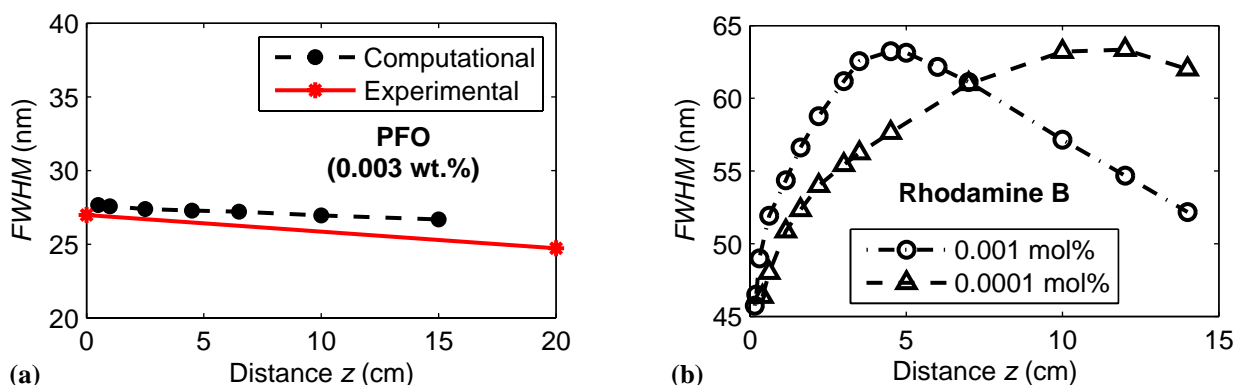 40
35
30
25
20
FWHM (nm)
Computational
Experimental
PFO
(0.003 wt.%)
0 5 10 15 20
Distance z (cm)
(a)
65
60
55
50
45
FWHM (nm)
Rhodamine B
0.001 mol%
0.0001 mol%
0 5 10 15
Distance z (cm)
(b)